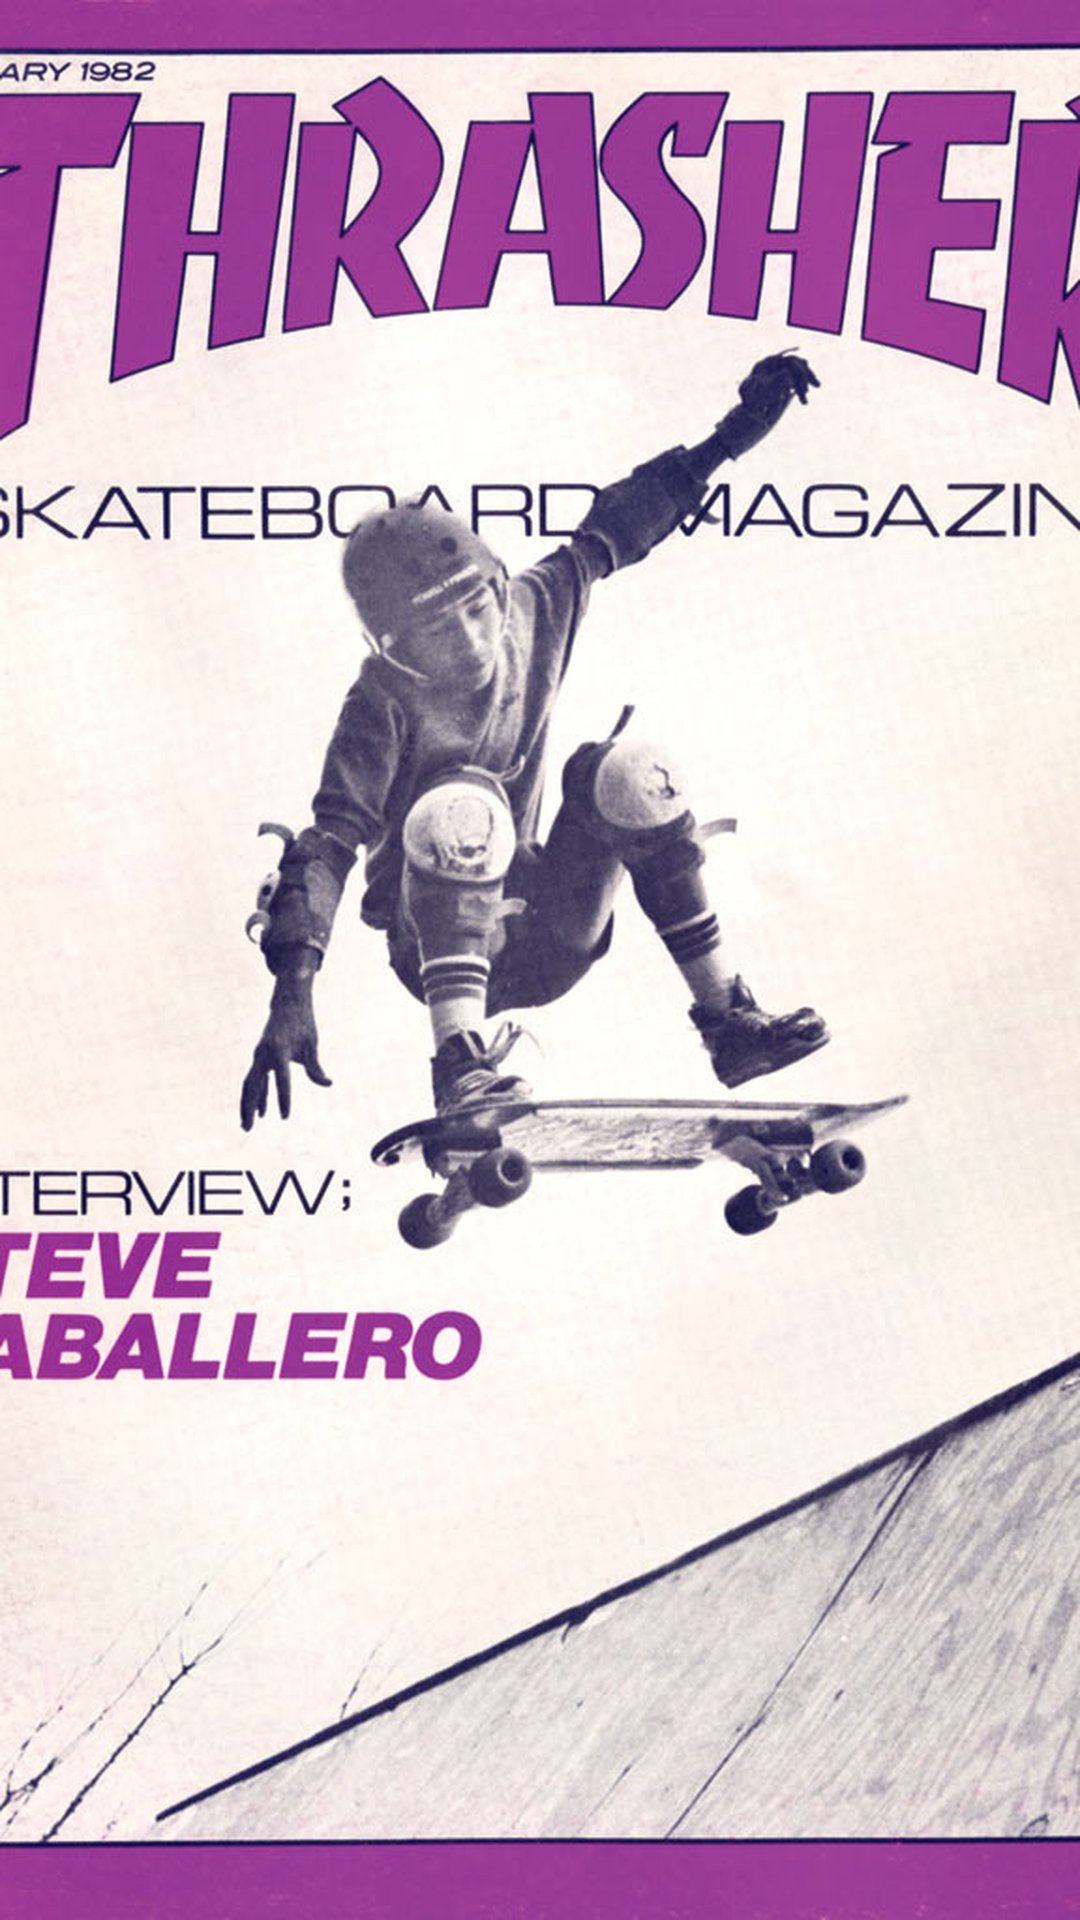 ARY 1982
THRASHER
SKATEBOARD MAGAZIN
TERVIEW;
TEVE
ABALLERO